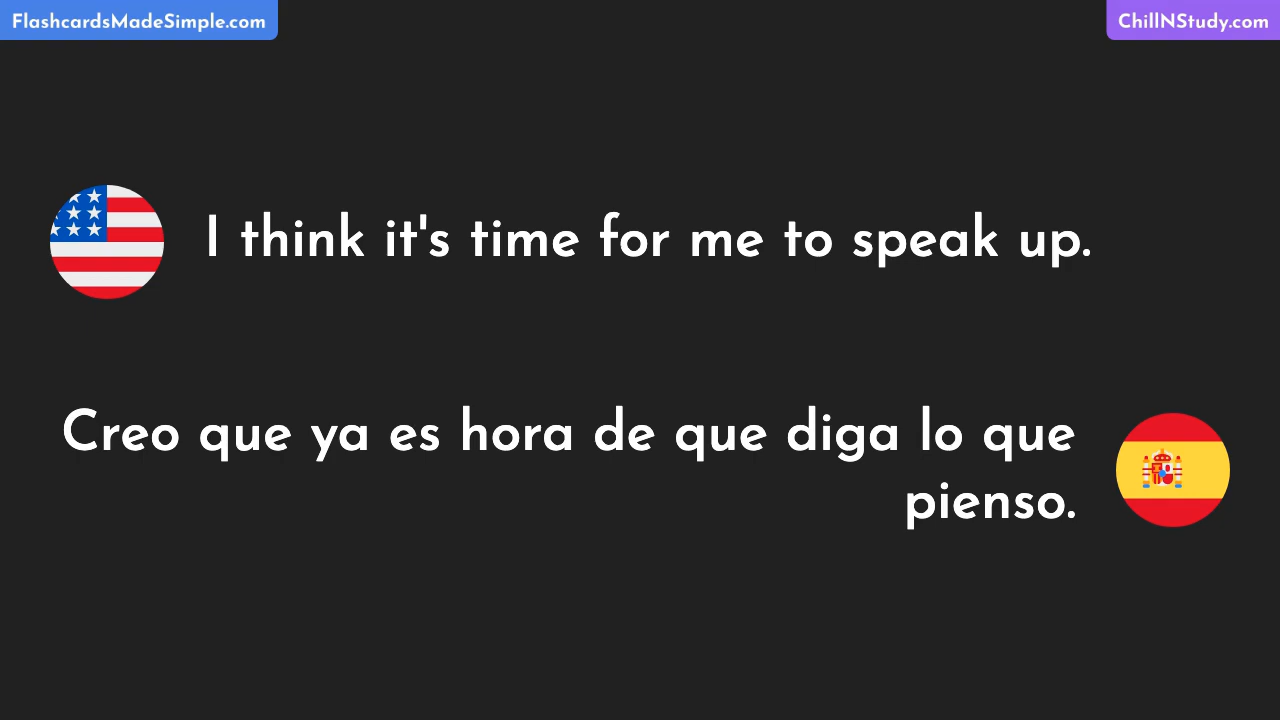 FlashcardsMadeSimple.com
ChillNStudy.com
I think it's time for me to speak up.
Creo que ya es hora de que diga lo que
pienso.